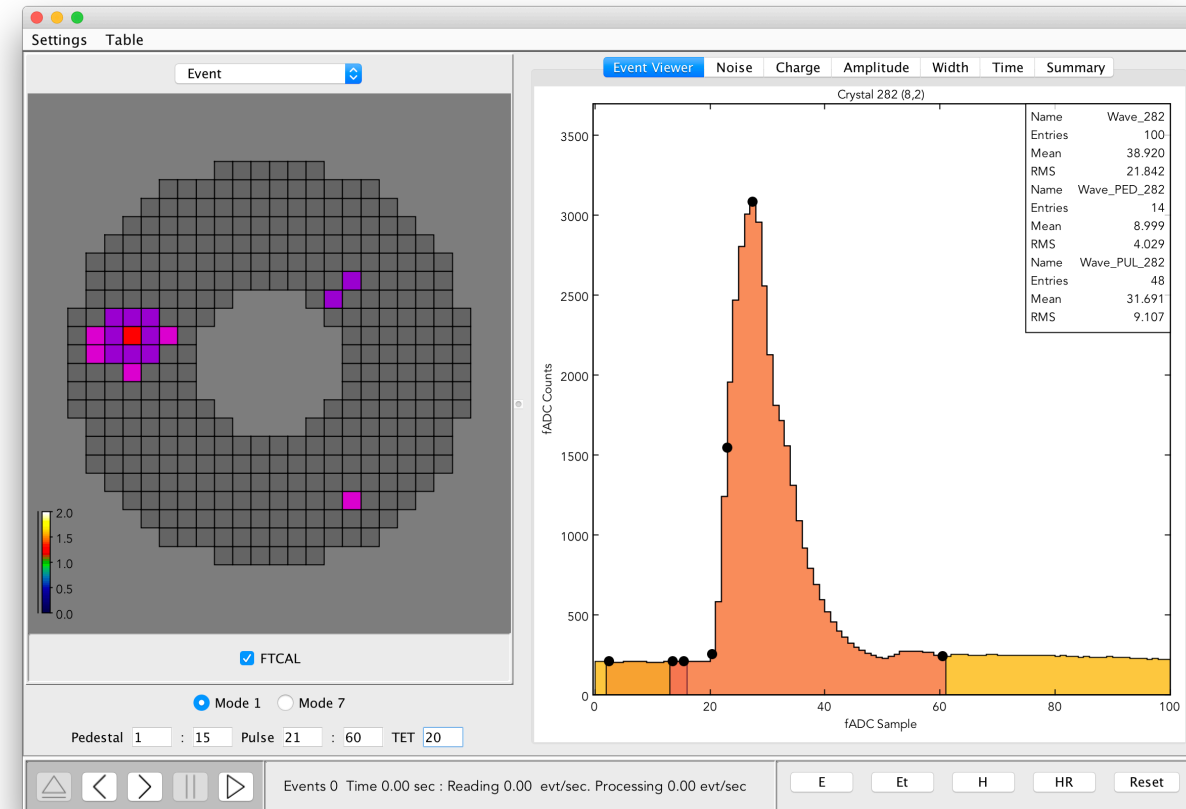 Settings Table
Event
2.0
1.5
1.0
0.5
0.0
FTCAL
Mode 1 Mode 7
Pedestal 1 : 15 Pulse 21 : 60 TET 20
Event Viewer Noise Charge Amplitude Width Time Summary
Crystal 282 (8,2)
Name Wave_282
Entries 100
Mean 38.920
RMS 21.842
Name Wave_PED_282
Entries 14
Mean 8.999
RMS 4.029
Name Wave_PUL_282
Entries 48
Mean 31.691
RMS 9.107
fADC Counts
3500
3000
2500
2000
1500
1000
500
0
0 20 40 60 80 100
fADC Sample
Events 0 Time 0.00 sec : Reading 0.00 evt/sec. Processing 0.00 evt/sec
E Et H HR Reset